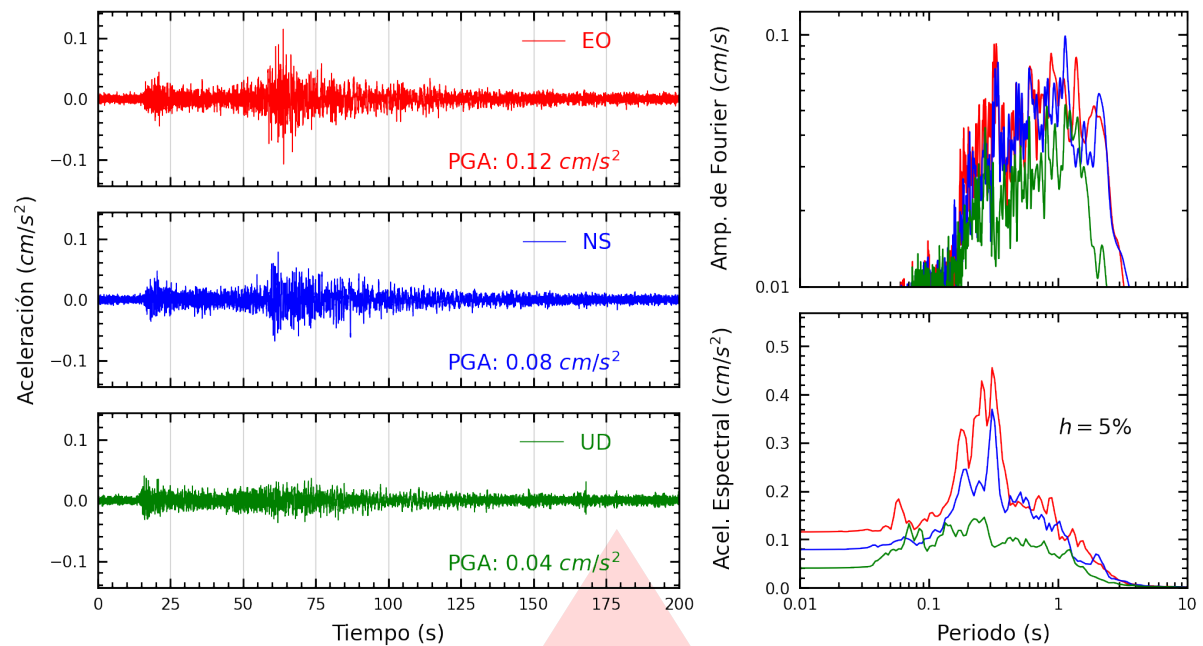 Aceleración (cm/s²)
0.1
0.0
−0.1
EO
PGA: 0.12 cm/s²
0.1
0.0
−0.1
NS
PGA: 0.08 cm/s²
0.1
0.0
−0.1
UD
PGA: 0.04 cm/s²
0 25 50 75 100 125 150 175 200
Tiempo (s)
Amp. de Fourier (cm/s)
0.1
0.01
Acel. Espectral (cm/s²)
0.5
0.4
0.3
0.2
0.1
0.0
h = 5%
0.01 0.1 1 10
Periodo (s)